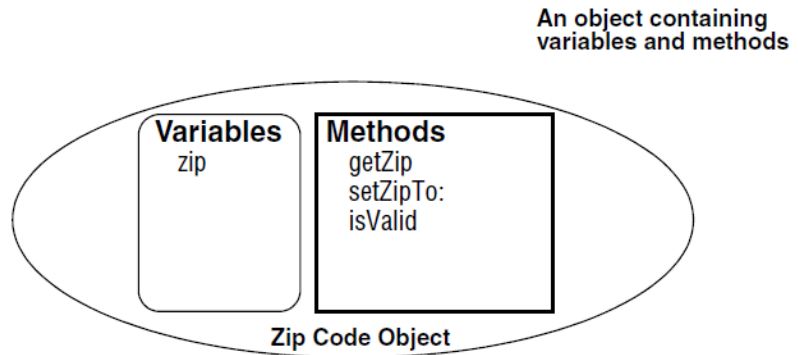 An object containing
variables and methods
Variables
zip
Methods
getZip
setZipTo:
isValid
Zip Code Object